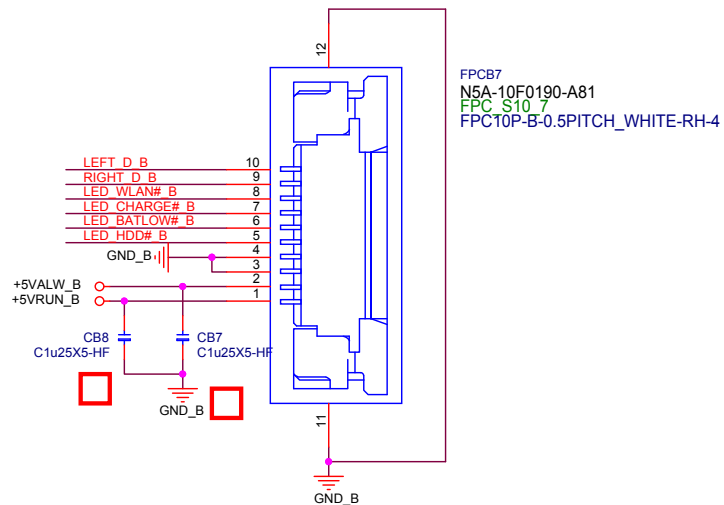 12
FPCB7
N5A-10F0190-A81
FPC_S10_7
FPC10P-B-0.5PITCH_WHITE-RH-4
LEFT_D_B 10
RIGHT_D_B 9
LED_WLAN#_B 8
LED_CHARGE#_B 7
LED_BATLOW#_B 6
LED_HDD#_B 5
GND_B 4
3
+5VALW_B 2
+5VRUN_B 1
CB8
C1u25X5-HF
CB7
C1u25X5-HF
GND_B
11
GND_B